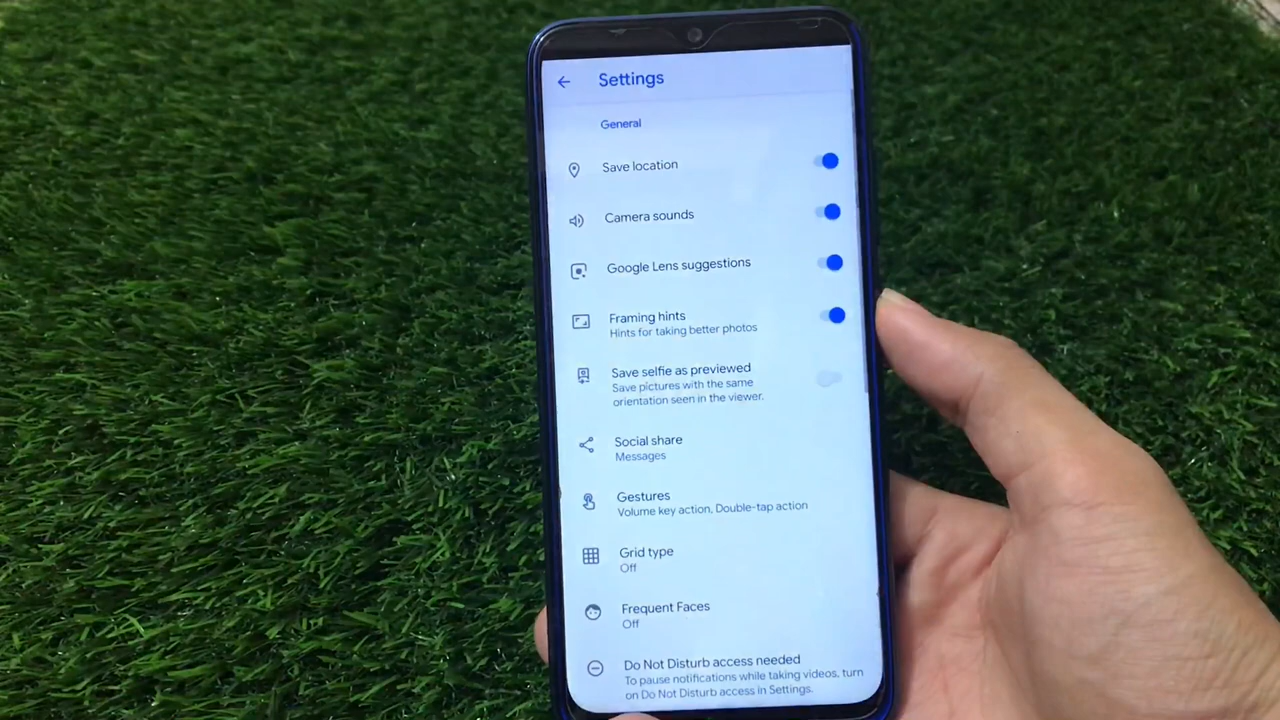 Settings
General
Save location
Camera sounds
Google Lens suggestions
Framing hints
Hints for taking better photos
Save selfie as previewed
Save pictures with the same
orientation seen in the viewer.
Social share
Messages
Gestures
Volume key action, Double-tap action
Grid type
Off
Frequent Faces
Off
Do Not Disturb access needed
To pause notifications while taking videos, turn
on Do Not Disturb access in Settings.